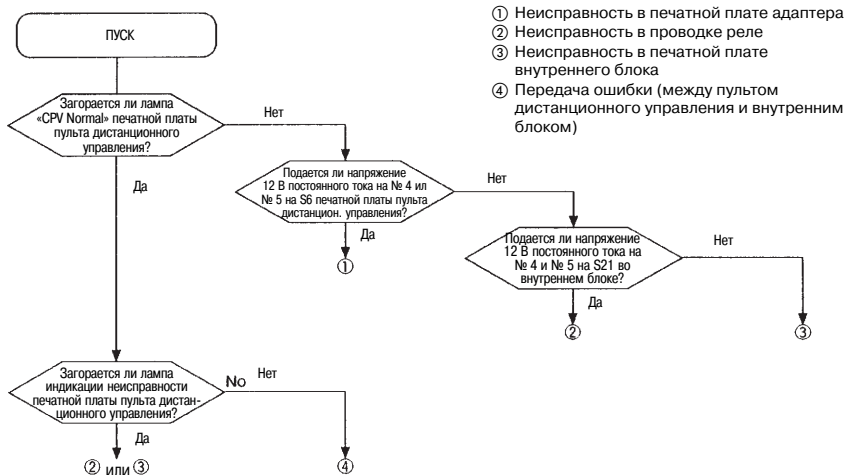 ПУСК
① Неисправность в печатной плате адаптера
② Неисправность в проводке реле
③ Неисправность в печатной плате
внутреннего блока
④ Передача ошибки (между пультом
дистанционного управления и внутренним
блоком)
Загорается ли лампа
«CPV Normal» печатной платы
пульта дистанционного
управления?
Нет
Да
Подается ли напряжение
12 В постоянного тока на № 4 ил
№ 5 на S6 печатной платы пульта
дистанцион. управления?
Нет
Да
①
Подается ли напряжение
12 В постоянного тока на
№ 4 и № 5 на S21 во
внутреннем блоке?
Нет
Да
②
③
Загорается ли лампа
индикации неисправности
печатной платы пульта дистан-
ционного управления?
No Нет
Да
② или ③
④